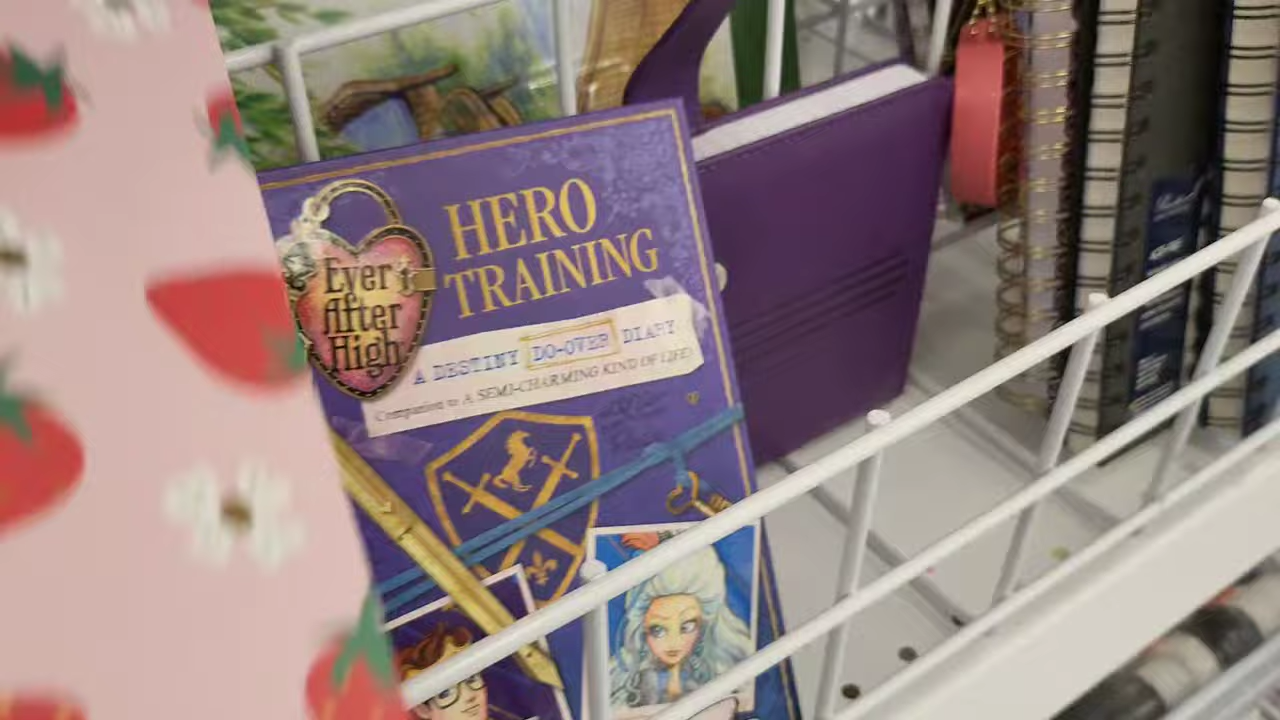 HERO
TRAINING
Ever
After
High
A DESTINY DO-OVER DIARY
Companion to A SEMI-CHARMING KIND OF LIFE!